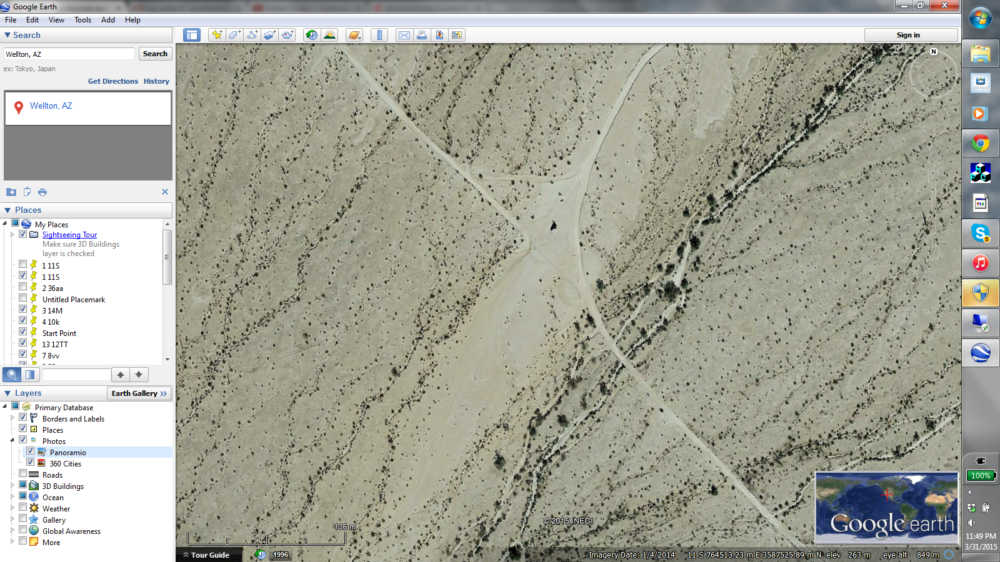 Google Earth
File Edit View Tools Add Help
Search
Wellton, AZ
Search
ex: Tokyo, Japan
Get Directions History
Wellton, AZ
Places
My Places
Sightseeing Tour
Make sure 3D Buildings
layer is checked
1 11S
1 11S
2 36aa
Untitled Placemark
3 14M
4 10k
Start Point
13 12TT
7 8vv
Layers
Earth Gallery »
Primary Database
Borders and Labels
Places
Photos
Panoramio
360 Cities
Roads
3D Buildings
Ocean
Weather
Gallery
Global Awareness
More
Sign in
N
136 m
© 2015 INEGI
Google earth
Tour Guide
1996
Imagery Date: 1/4/2014 11 S 764513.23 m E 3587525.89 m N elev 263 m eye alt 849 m
5
100%
11:49 PM
3/31/2015